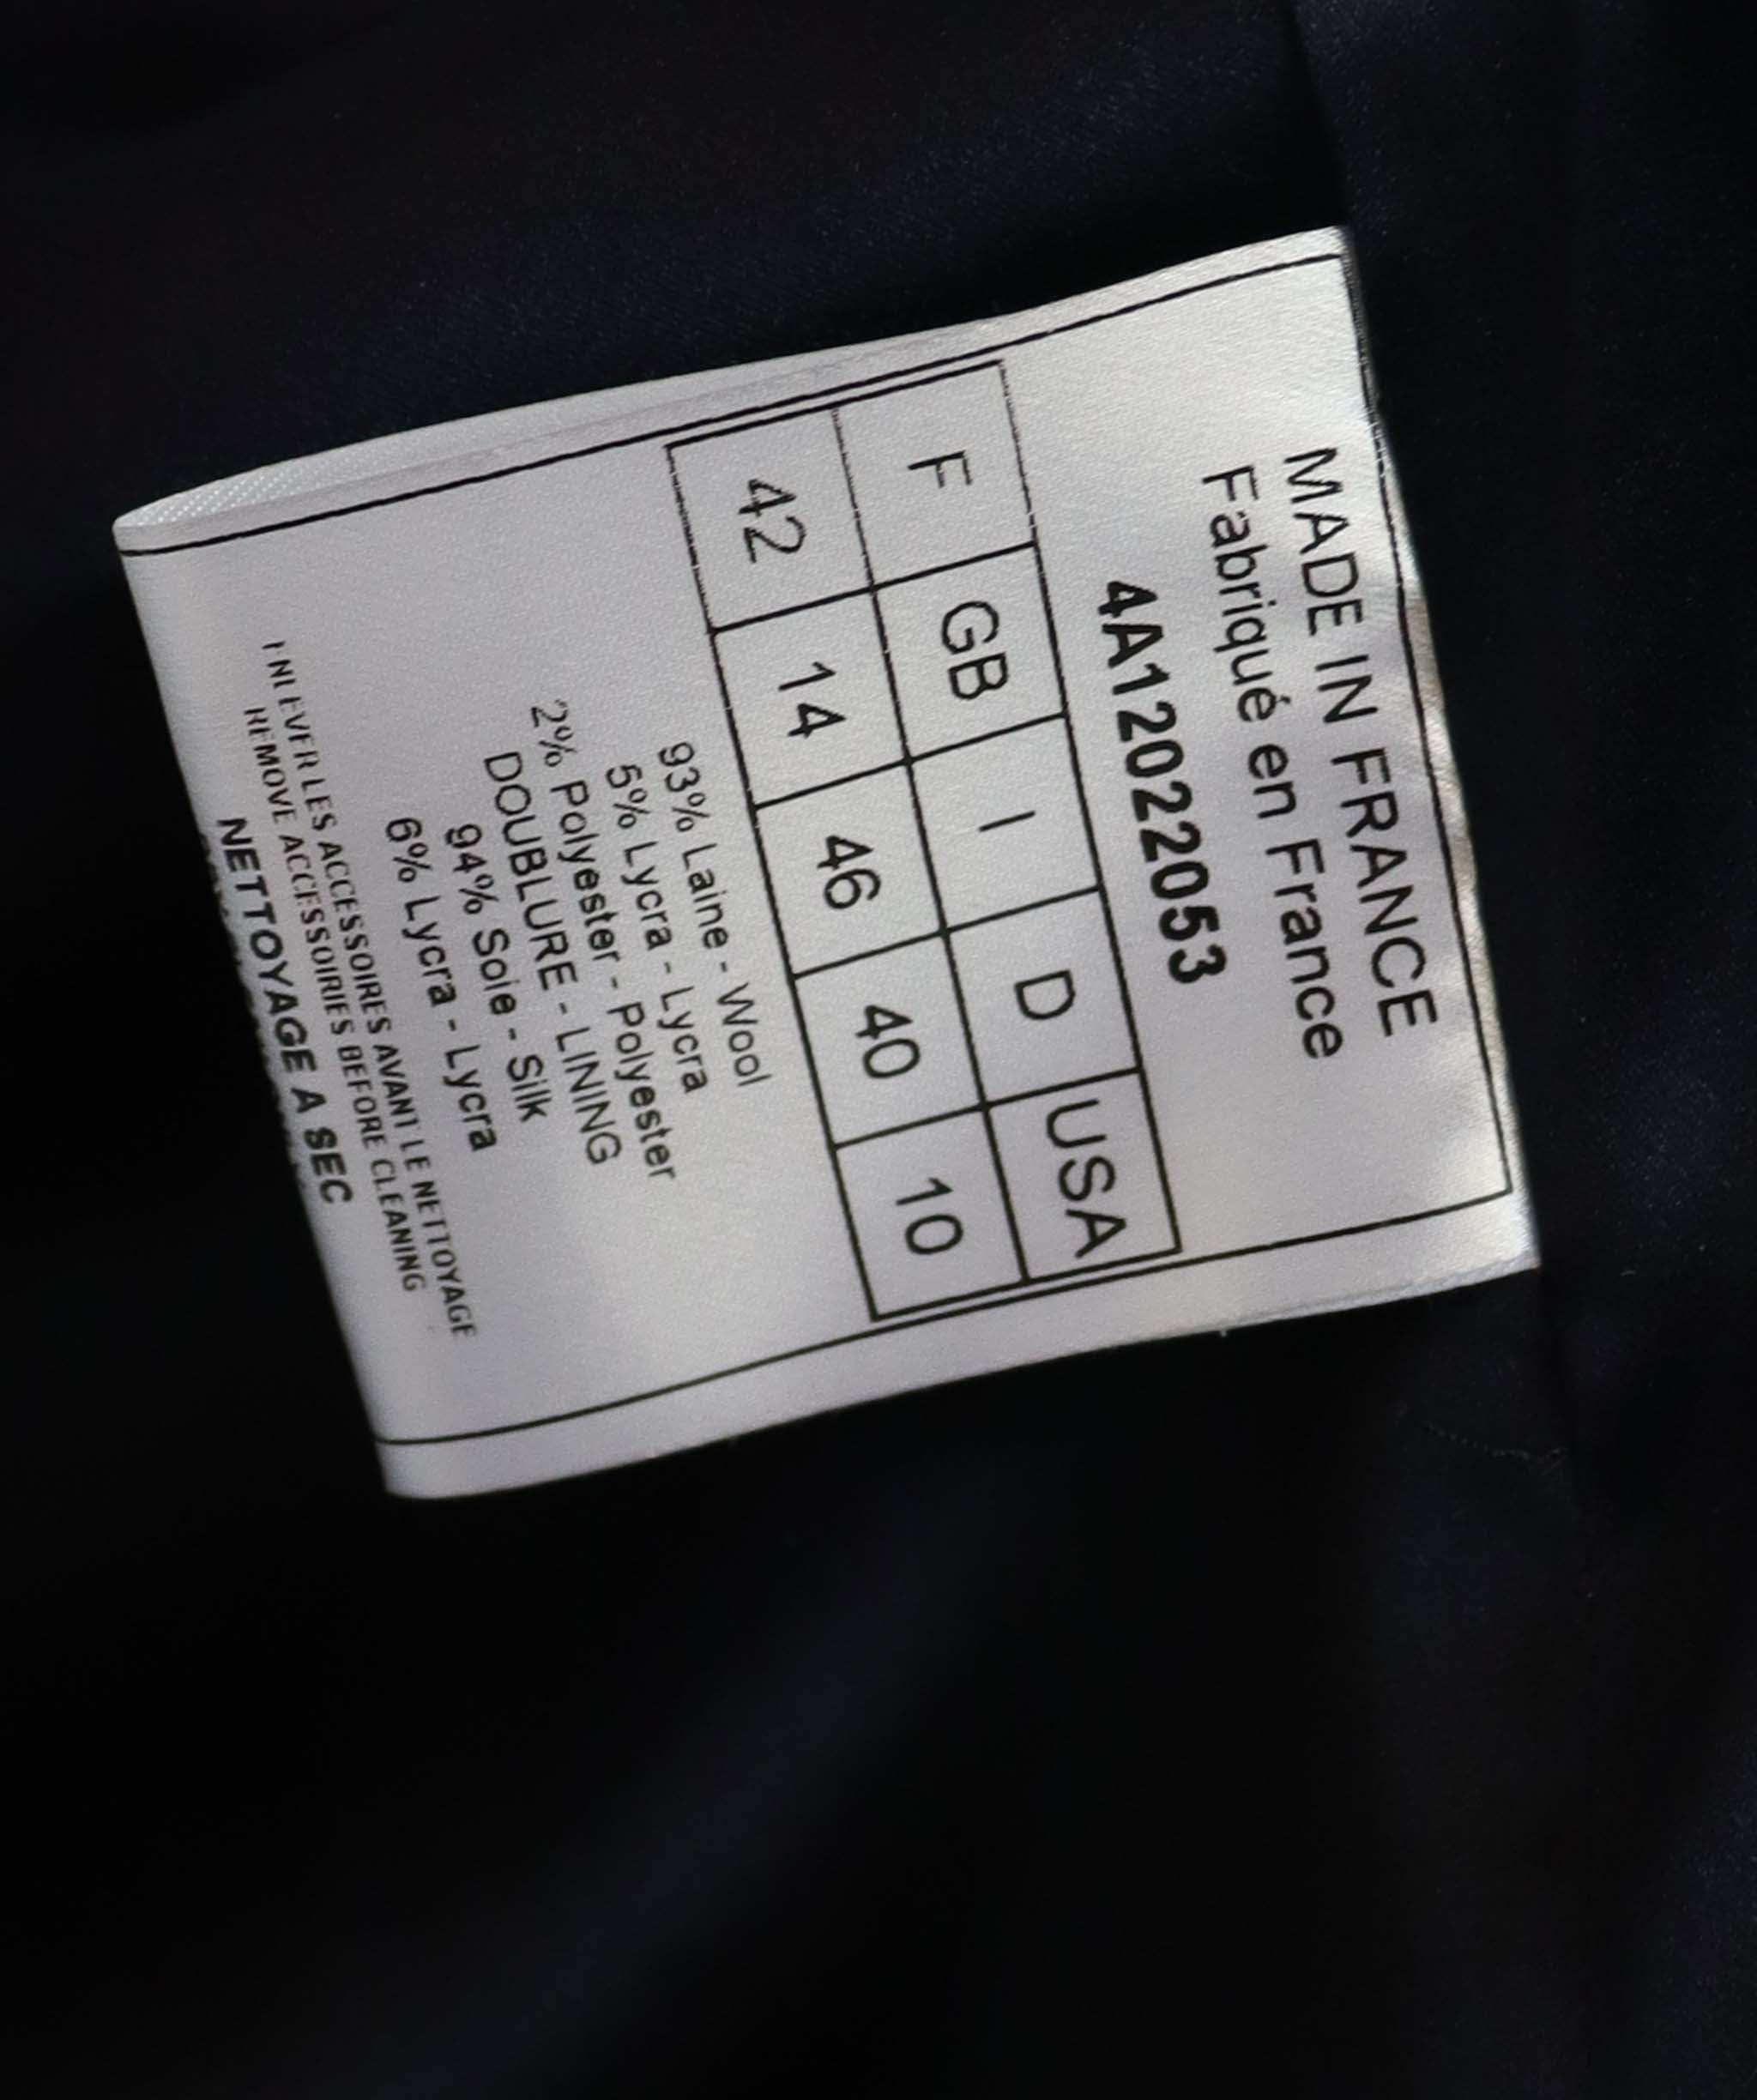 MADE IN FRANCE
Fabriqué en France
4A12022053
F GB I D USA
42 14 46 40 10
93% Laine - Wool
5% Lycra - Lycra
2% Polyester - Polyester
DOUBLURE - LINING
94% Soie - Silk
6% Lycra - Lycra
ENLEVER LES ACCESSOIRES AVANT LE NETTOYAGE
REMOVE ACCESSOIRIES BEFORE CLEANING
NETTOYAGE A SEC